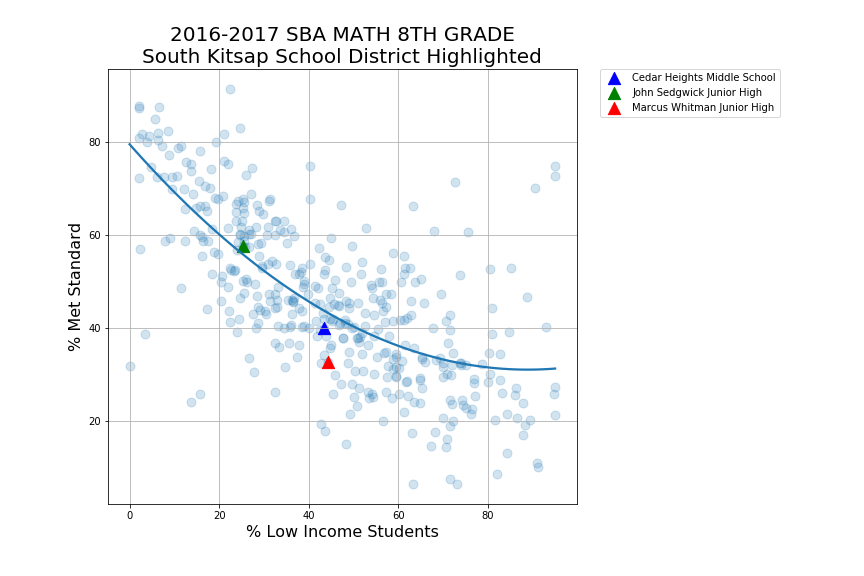 2016-2017 SBA MATH 8TH GRADE
South Kitsap School District Highlighted
Cedar Heights Middle School
John Sedgwick Junior High
Marcus Whitman Junior High
80
60
40
20
% Met Standard
0 20 40 60 80
% Low Income Students